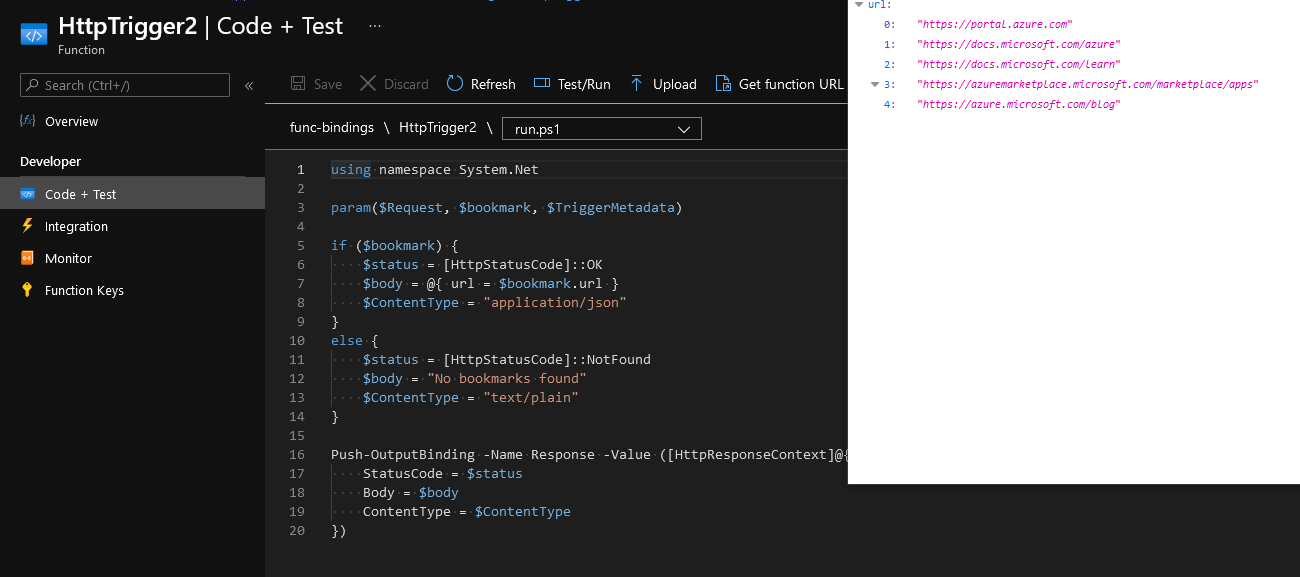 HttpTrigger2 | Code + Test ...
Function
Search (Ctrl+/) «
Overview
Developer
Code + Test
Integration
Monitor
Function Keys
Save Discard Refresh Test/Run Upload Get function URL
func-bindings \ HttpTrigger2 \ run.ps1
1 using namespace System.Net
2
3 param($Request, $bookmark, $TriggerMetadata)
4
5 if ($bookmark) {
6     $status = [HttpStatusCode]::OK
7     $body = @{ url = $bookmark.url }
8     $ContentType = "application/json"
9 }
10 else {
11     $status = [HttpStatusCode]::NotFound
12     $body = "No bookmarks found"
13     $ContentType = "text/plain"
14 }
15
16 Push-OutputBinding -Name Response -Value ([HttpResponseContext]@{
17     StatusCode = $status
18     Body = $body
19     ContentType = $ContentType
20 })
url:
0: "https://portal.azure.com"
1: "https://docs.microsoft.com/azure"
2: "https://docs.microsoft.com/learn"
3: "https://azuremarketplace.microsoft.com/marketplace/apps"
4: "https://azure.microsoft.com/blog"